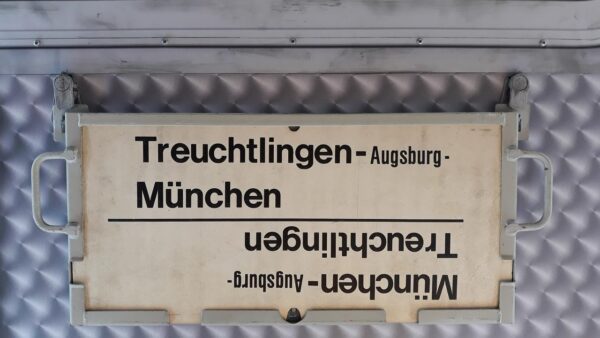 Treuchtlingen-Augsburg-
München
München-Augsburg-
Treuchtlingen